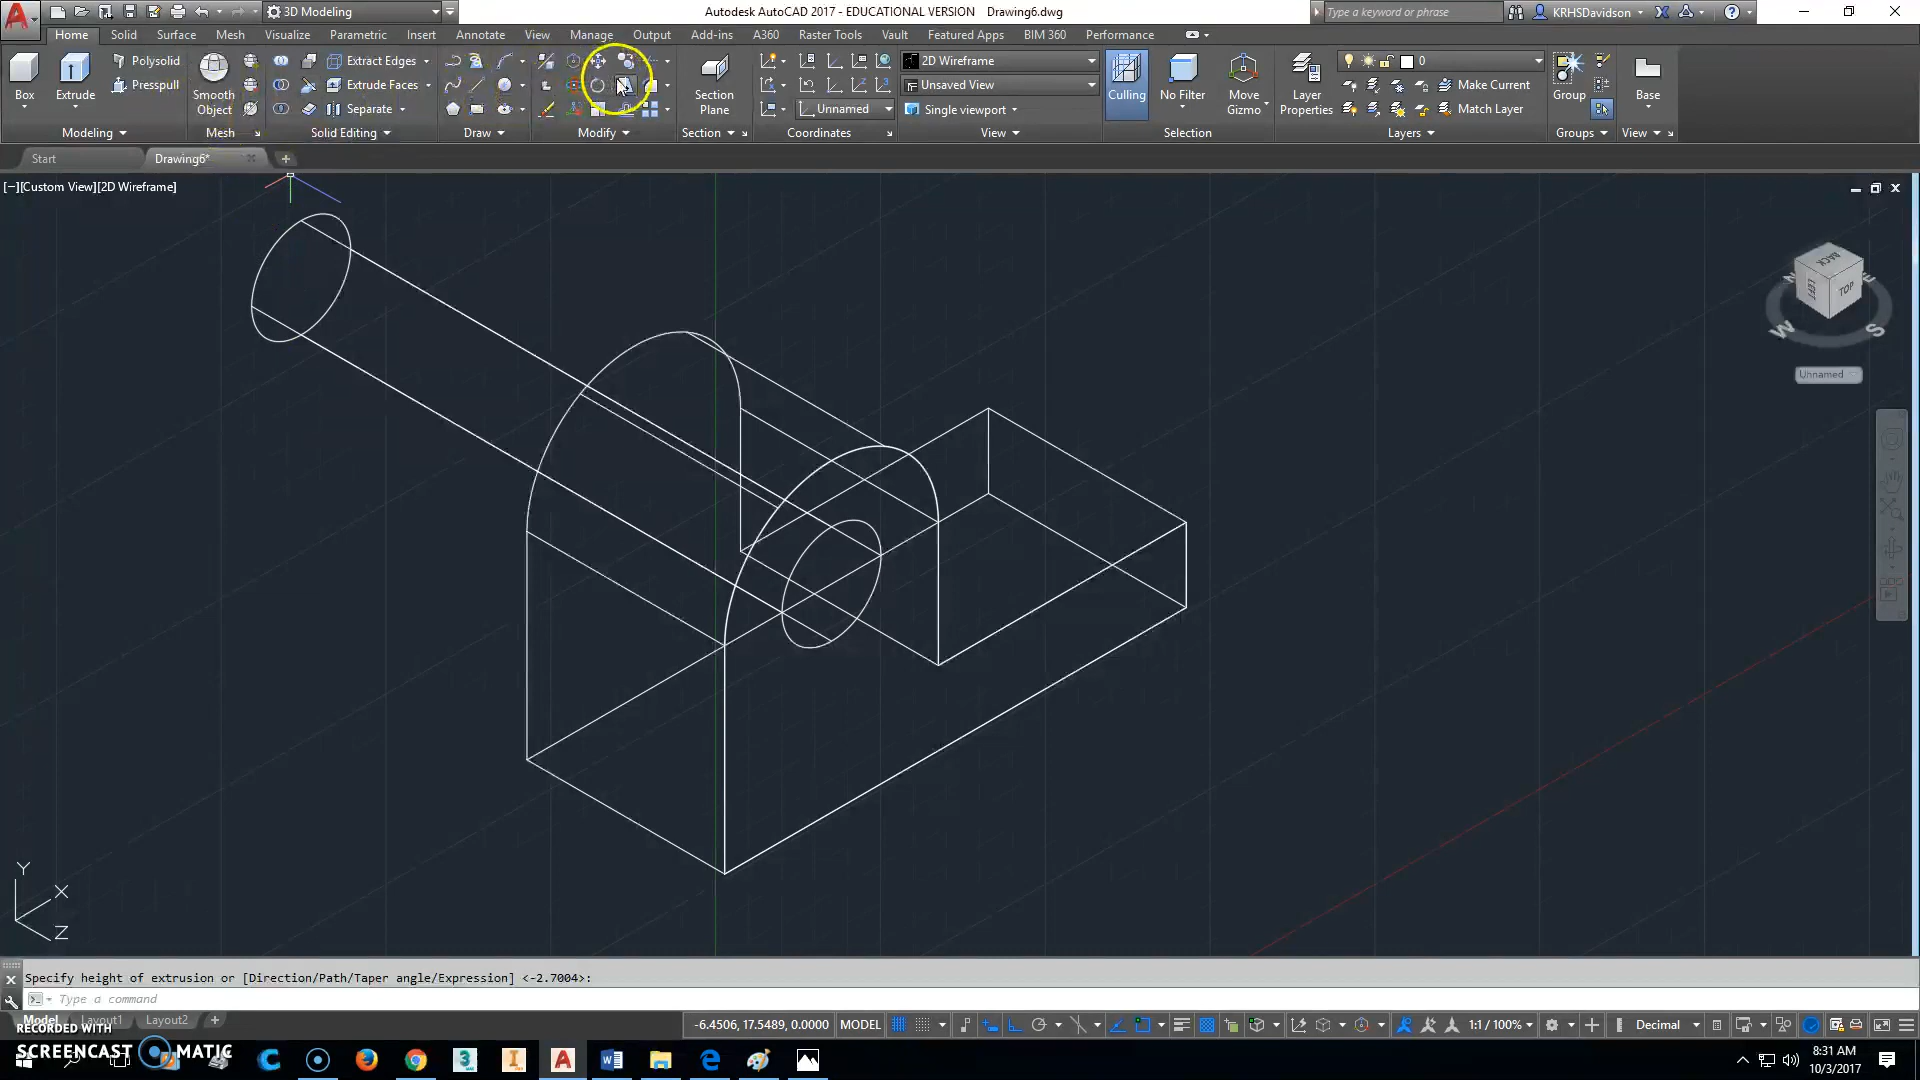 3D Modeling
Autodesk AutoCAD 2017 - EDUCATIONAL VERSION Drawing6.dwg
Type a keyword or phrase
KRHSDavidson
Home Solid Surface Mesh Visualize Parametric Insert Annotate View Manage Output Add-ins A360 Raster Tools Vault Featured Apps BIM 360 Performance
Polysolid
Extract Edges
2D Wireframe
0
Presspull
Extrude Faces
Unsaved View
Make Current
Box Extrude Smooth Object
Separate
Section Plane
Unnamed
Single viewport
Culling No Filter Move Gizmo
Layer Properties
Match Layer
Group Base
Modeling Mesh Solid Editing Draw Modify Section Coordinates View Selection Layers Groups View
Start Drawing6*
[−][Custom View][2D Wireframe]
BACK
LEFT
TOP
N
E
W
S
Unnamed
Y
X
Z
Specify height of extrusion or [Direction/Path/Taper angle/Expression] <-2.7004>:
Type a command
Model Layout1 Layout2
-6.4506, 17.5489, 0.0000 MODEL
1:1 / 100%
Decimal
RECORDED WITH
SCREENCAST MATIC
8:31 AM
10/3/2017